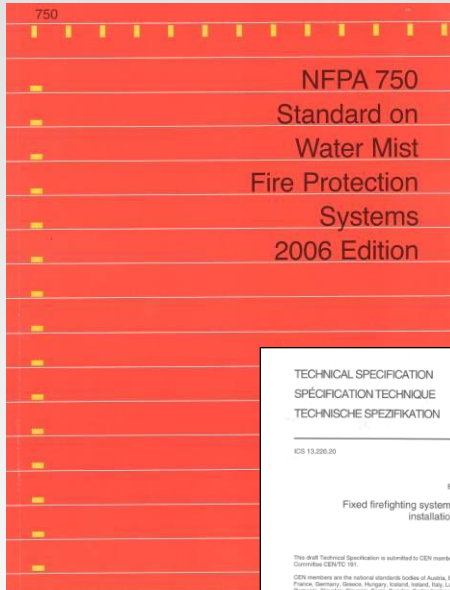 750
NFPA 750
Standard on
Water Mist
Fire Protection
Systems
2006 Edition
TECHNICAL SPECIFICATION
SPÉCIFICATION TECHNIQUE
TECHNISCHE SPEZIFIKATION
ICS 13.220.20
Fixed firefighting system
installation
This draft Technical Specification is submitted to CEN memb
Committee CEN/TC 191.
CEN members are the national standards bodies of Austria,
France, Germany, Greece, Hungary, Iceland, Ireland, Italy,